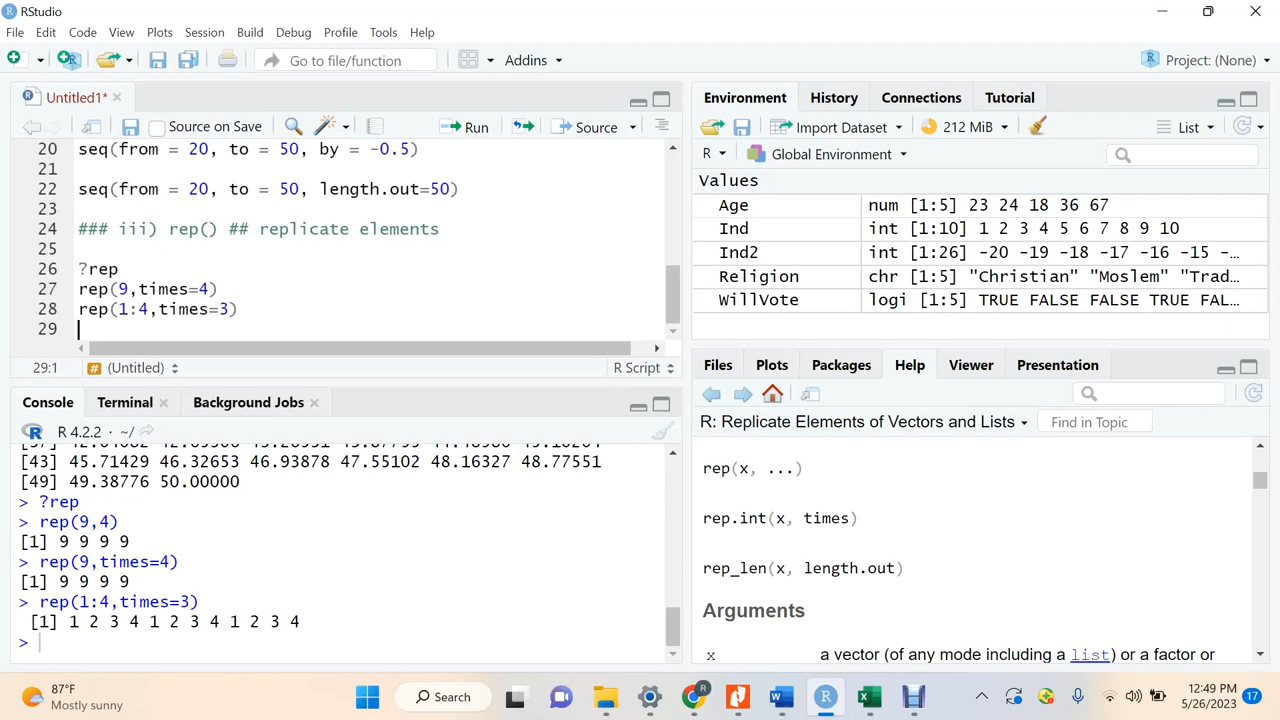 RStudio
File Edit Code View Plots Session Build Debug Profile Tools Help
Go to file/function Addins Project: (None)
Untitled1*
Source on Save Run Source
20 seq(from = 20, to = 50, by = -0.5)
21
22 seq(from = 20, to = 50, length.out=50)
23
24 ### iii) rep() ## replicate elements
25
26 ?rep
27 rep(9,times=4)
28 rep(1:4,times=3)
29
29:1 # (Untitled) R Script
Console Terminal Background Jobs
R 4.2.2 · ~/
[43] 45.71429 46.32653 46.93878 47.55102 48.16327 48.77551
[49] 49.38776 50.00000
> ?rep
> rep(9,4)
[1] 9 9 9 9
> rep(9,times=4)
[1] 9 9 9 9
> rep(1:4,times=3)
[1] 1 2 3 4 1 2 3 4 1 2 3 4
>
Environment History Connections Tutorial
Import Dataset 212 MiB List
R Global Environment
Values
Age num [1:5] 23 24 18 36 67
Ind int [1:10] 1 2 3 4 5 6 7 8 9 10
Ind2 int [1:26] -20 -19 -18 -17 -16 -15 -…
Religion chr [1:5] "Christian" "Moslem" "Trad…
WillVote logi [1:5] TRUE FALSE FALSE TRUE FAL…
Files Plots Packages Help Viewer Presentation
R: Replicate Elements of Vectors and Lists Find in Topic
rep(x, ...)
rep.int(x, times)
rep_len(x, length.out)
Arguments
x a vector (of any mode including a list) or a factor or
87°F
Mostly sunny
Search
12:49 PM
5/26/2023
17